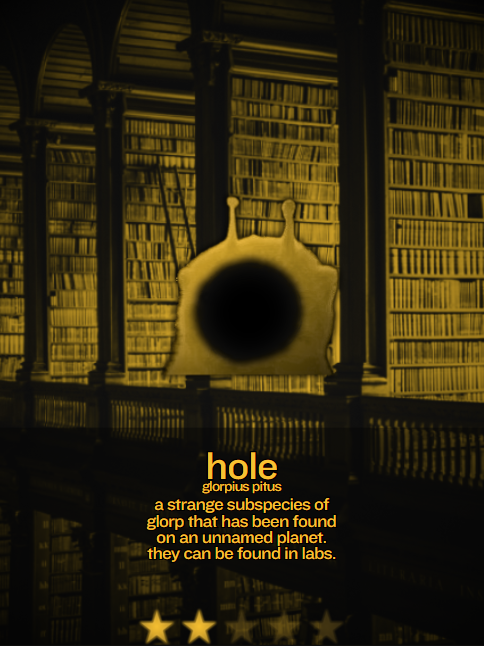 hole
glorpius pitus
a strange subspecies of
glorp that has been found
on an unnamed planet.
they can be found in labs.